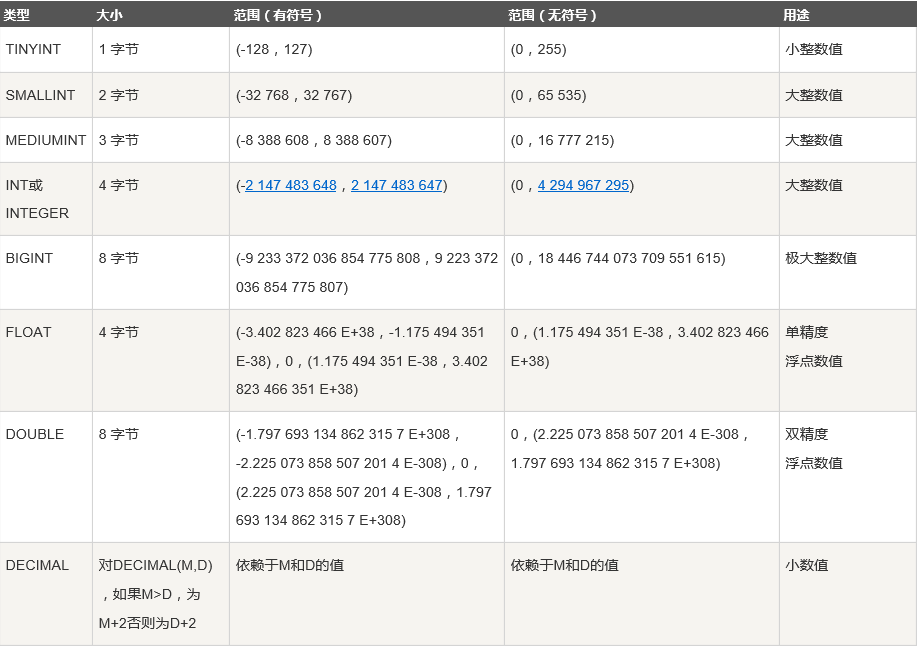 类型 大小 范围（有符号） 范围（无符号） 用途
TINYINT 1 字节 (-128，127) (0，255) 小整数值
SMALLINT 2 字节 (-32 768，32 767) (0，65 535) 大整数值
MEDIUMINT 3 字节 (-8 388 608，8 388 607) (0，16 777 215) 大整数值
INT或 4 字节 (-2 147 483 648，2 147 483 647) (0，4 294 967 295) 大整数值
INTEGER
BIGINT 8 字节 (-9 233 372 036 854 775 808，9 223 372 (0，18 446 744 073 709 551 615) 极大整数值
036 854 775 807)
FLOAT 4 字节 (-3.402 823 466 E+38，-1.175 494 351 0，(1.175 494 351 E-38，3.402 823 466 单精度
E-38)，0，(1.175 494 351 E-38，3.402 E+38) 浮点数值
823 466 351 E+38)
DOUBLE 8 字节 (-1.797 693 134 862 315 7 E+308， 0，(2.225 073 858 507 201 4 E-308， 双精度
-2.225 073 858 507 201 4 E-308)，0， 1.797 693 134 862 315 7 E+308) 浮点数值
(2.225 073 858 507 201 4 E-308，1.797
693 134 862 315 7 E+308)
DECIMAL 对DECIMAL(M,D) 依赖于M和D的值 依赖于M和D的值 小数值
，如果M>D，为
M+2否则为D+2